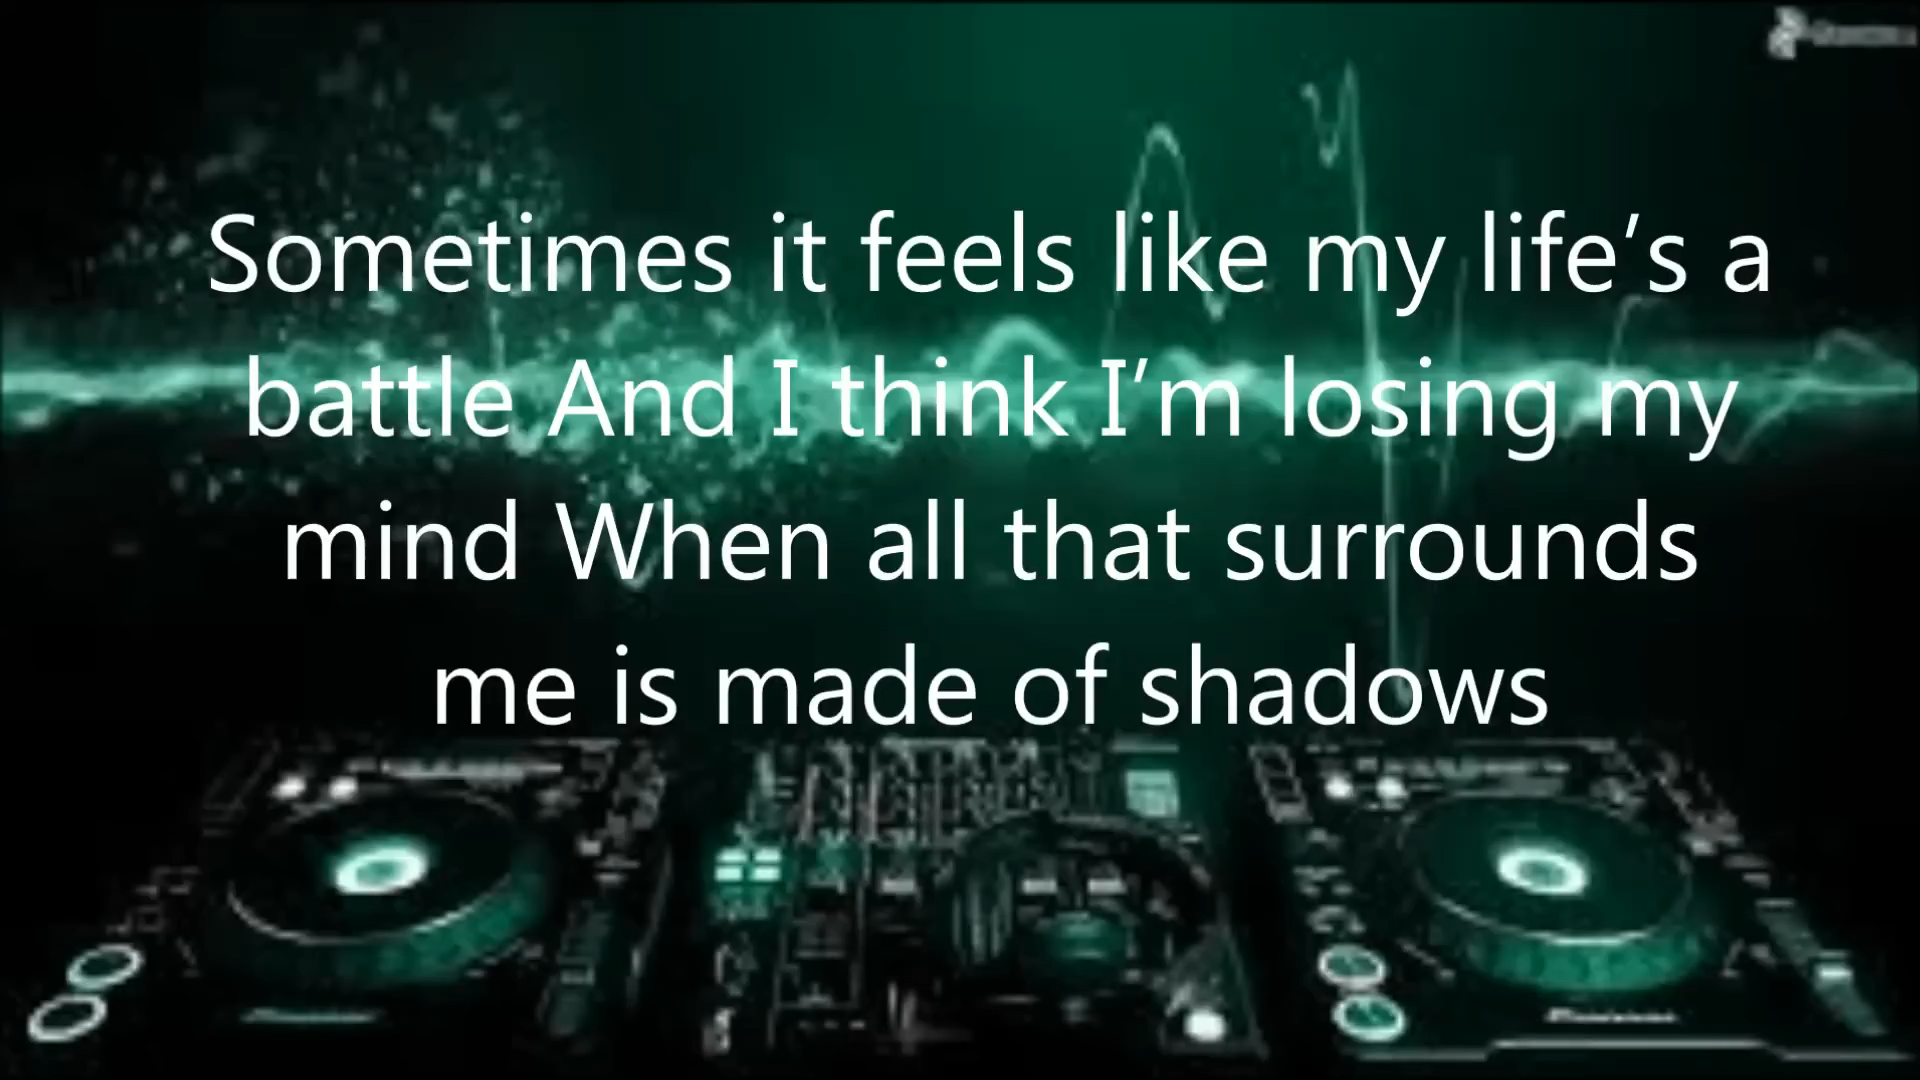 Sometimes it feels like my life’s a
battle And I think I’m losing my
mind When all that surrounds
me is made of shadows